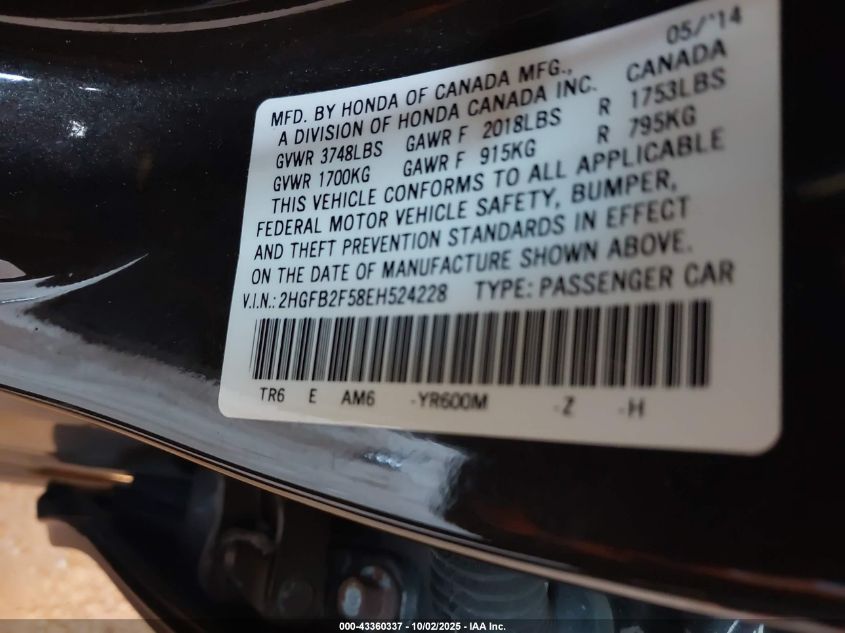 05/'14
MFD. BY HONDA OF CANADA MFG.,
A DIVISION OF HONDA CANADA INC. CANADA
GVWR 3748LBS GAWR F 2018LBS R 1753LBS
GVWR 1700KG GAWR F 915KG R 795KG
THIS VEHICLE CONFORMS TO ALL APPLICABLE
FEDERAL MOTOR VEHICLE SAFETY, BUMPER,
AND THEFT PREVENTION STANDARDS IN EFFECT
ON THE DATE OF MANUFACTURE SHOWN ABOVE.
V.I.N.: 2HGFB2F58EH524228 TYPE: PASSENGER CAR
TR6 E AM6 -YR600M -Z -H
000-43360337 | 10/02/2025 - IAA Inc.